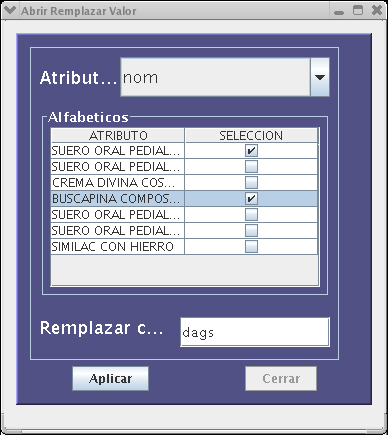 Abrir Remplazar Valor
Atribut... nom
Alfabeticos
ATRIBUTO SELECCION
SUERO ORAL PEDIAL...
SUERO ORAL PEDIAL...
CREMA DIVINA COS...
BUSCAPINA COMPOS...
SUERO ORAL PEDIAL...
SUERO ORAL PEDIAL...
SIMILAC CON HIERRO
Remplazar c... dags
Aplicar Cerrar